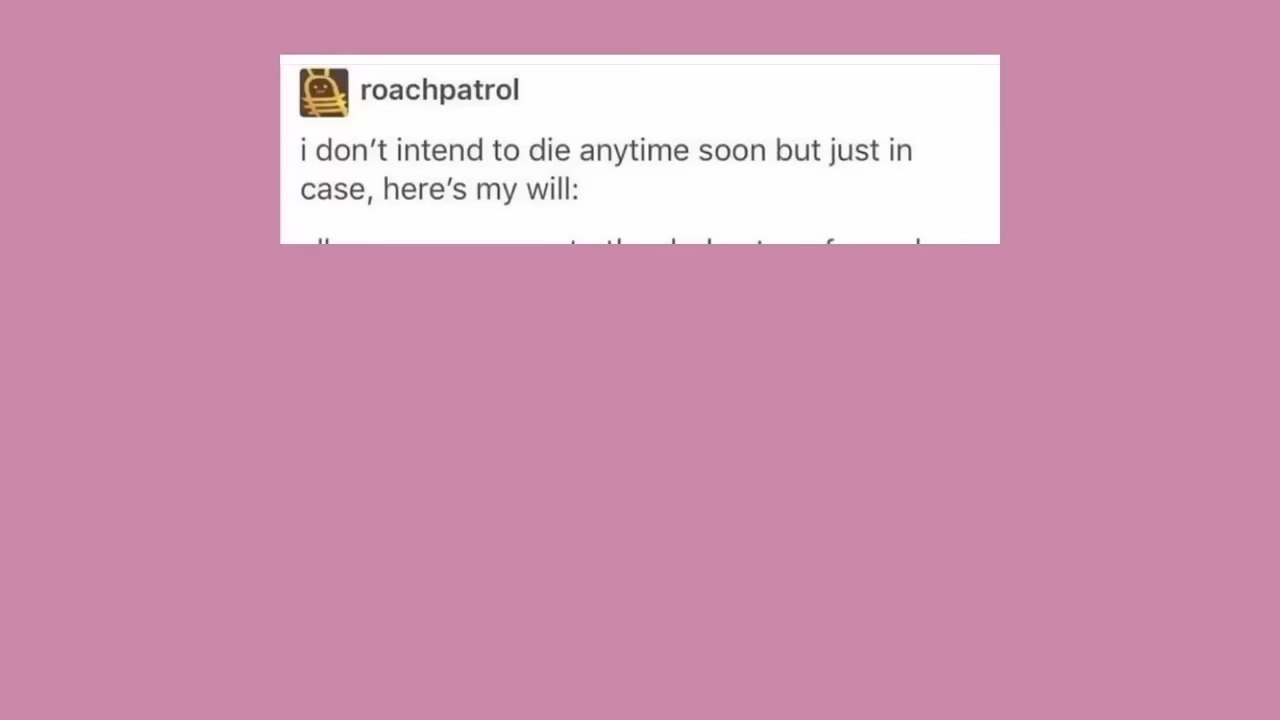 roachpatrol
i don’t intend to die anytime soon but just in
case, here’s my will: